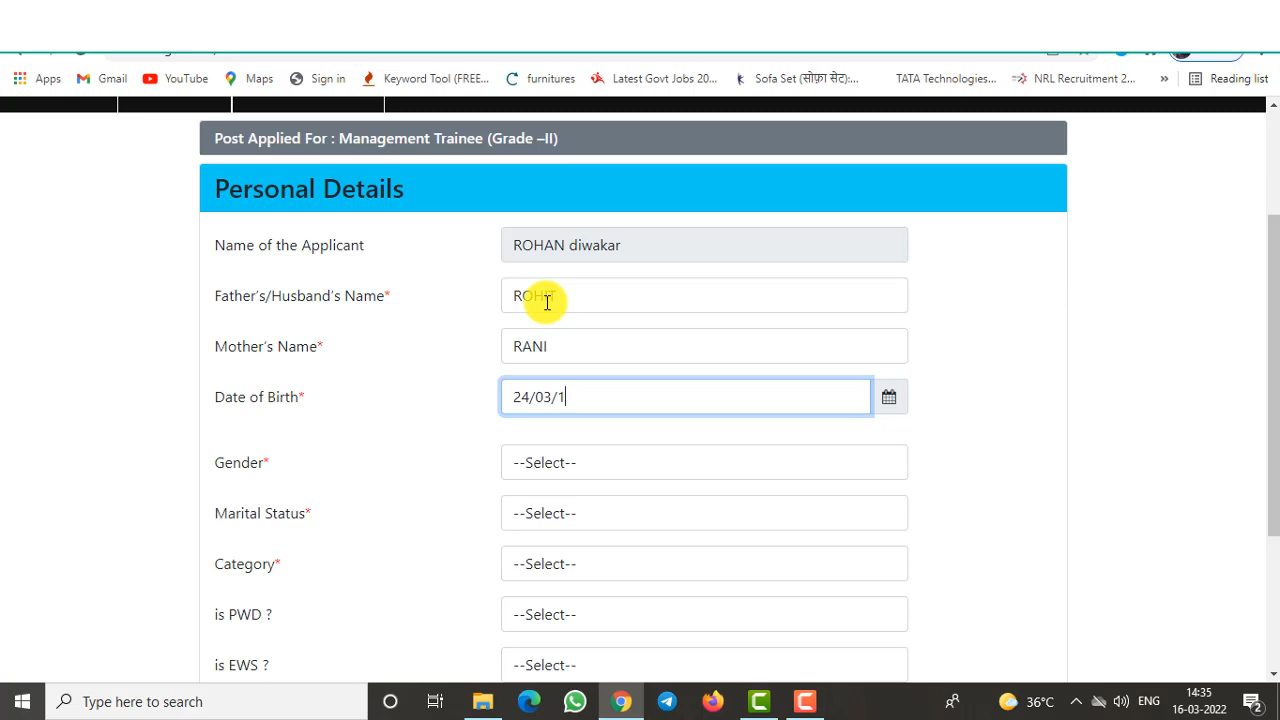 Apps Gmail YouTube Maps Sign in Keyword Tool (FREE... furnitures Latest Govt Jobs 20... Sofa Set (सोफ़ा सेट):... TATA Technologies... NRL Recruitment 2... » Reading list
Post Applied For : Management Trainee (Grade –II)
Personal Details
Name of the Applicant ROHAN diwakar
Father's/Husband's Name* ROHIT
Mother's Name* RANI
Date of Birth* 24/03/1
Gender* --Select--
Marital Status* --Select--
Category* --Select--
is PWD ? --Select--
is EWS ? --Select--
Type here to search 36°C ENG 14:35
16-03-2022 2